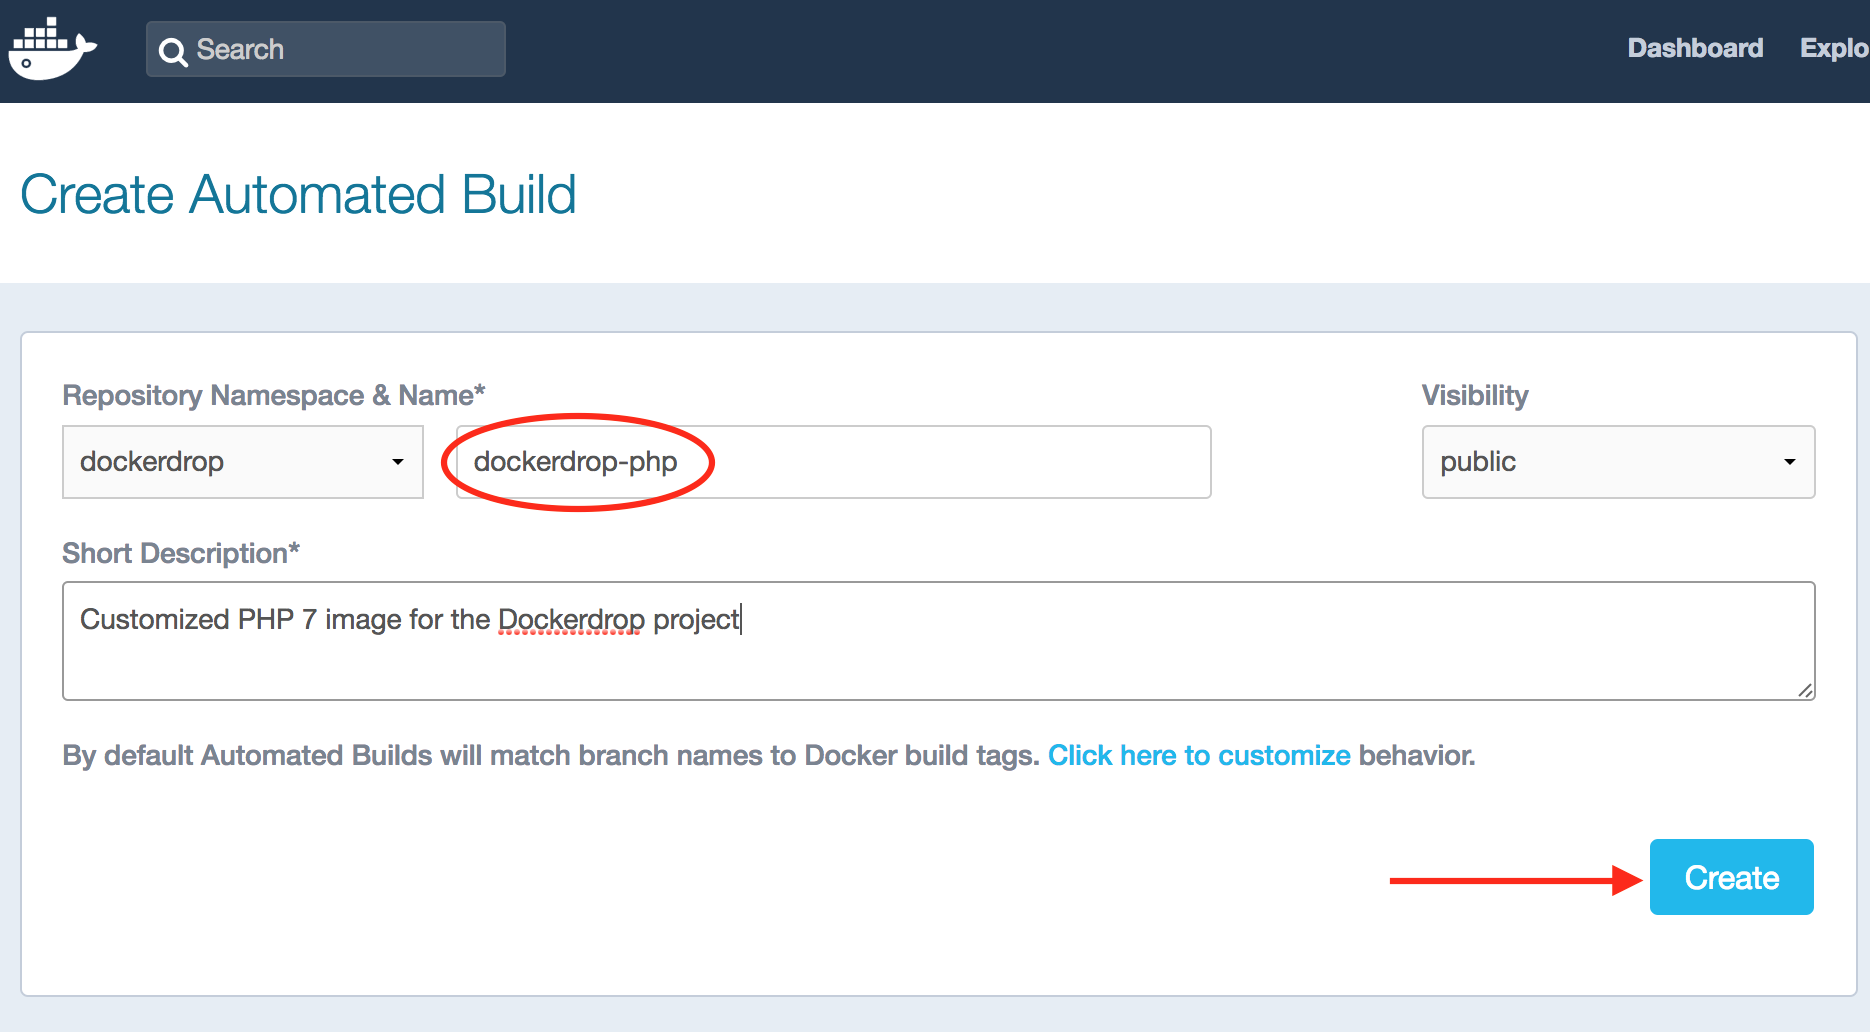 Search
Dashboard Explo
Create Automated Build
Repository Namespace & Name* Visibility
dockerdrop dockerdrop-php public
Short Description*
Customized PHP 7 image for the Dockerdrop project
By default Automated Builds will match branch names to Docker build tags. Click here to customize behavior.
Create